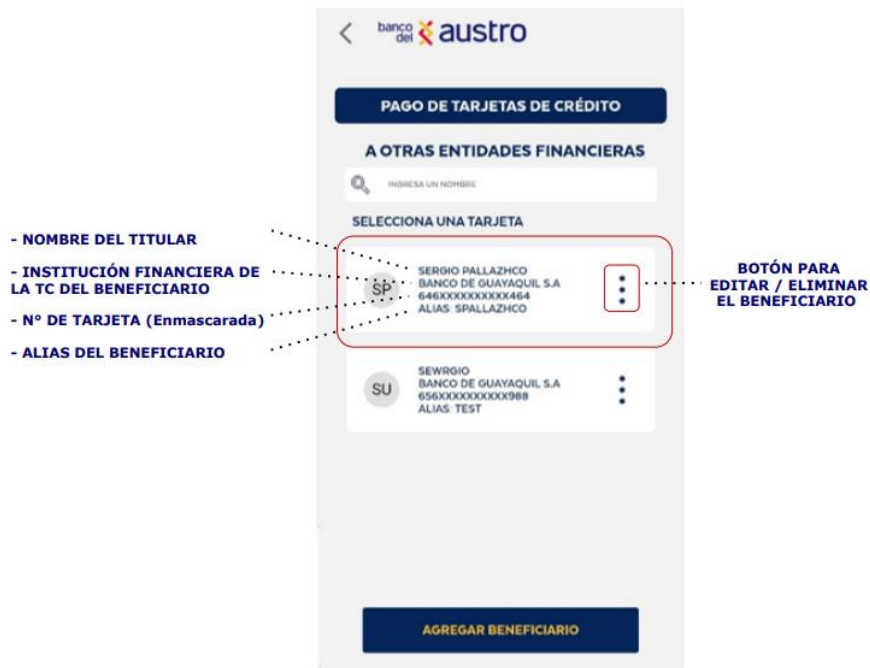 banco del austro
PAGO DE TARJETAS DE CRÉDITO
A OTRAS ENTIDADES FINANCIERAS
INGRESA UN NOMBRE
SELECCIONA UNA TARJETA
- NOMBRE DEL TITULAR
- INSTITUCIÓN FINANCIERA DE
LA TC DEL BENEFICIARIO
- N° DE TARJETA (Enmascarada)
- ALIAS DEL BENEFICIARIO
SP
SERGIO PALLAZHCO
BANCO DE GUAYAQUIL S.A
646XXXXXXXXXX464
ALIAS: SPALLAZHCO
BOTÓN PARA
EDITAR / ELIMINAR
EL BENEFICIARIO
SU
SEWRGIO
BANCO DE GUAYAQUIL S.A
656XXXXXXXXXX988
ALIAS: TEST
AGREGAR BENEFICIARIO